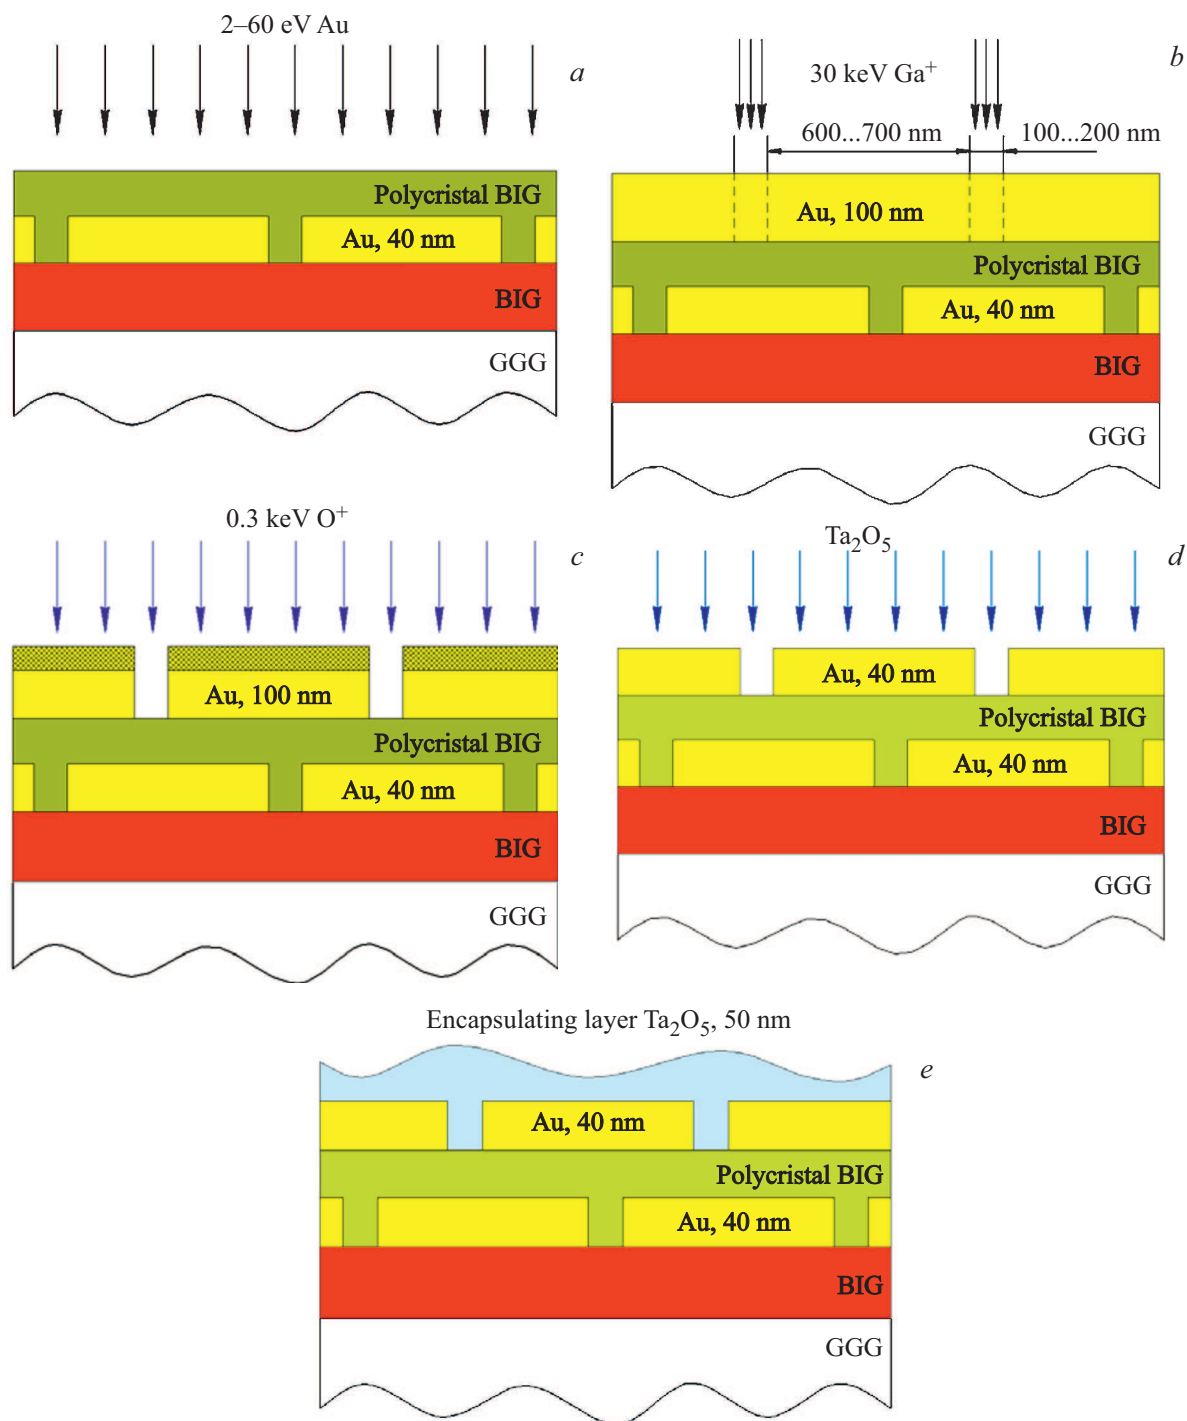 2–60 eV Au
a
Polycristal BIG
Au, 40 nm
BIG
GGG
b
30 keV Ga⁺
600...700 nm
100...200 nm
Au, 100 nm
Polycristal BIG
Au, 40 nm
BIG
GGG
0.3 keV O⁺
c
Au, 100 nm
Polycristal BIG
Au, 40 nm
BIG
GGG
Ta₂O₅
d
Au, 40 nm
Polycristal BIG
Au, 40 nm
BIG
GGG
Encapsulating layer Ta₂O₅, 50 nm
e
Au, 40 nm
Polycristal BIG
Au, 40 nm
BIG
GGG